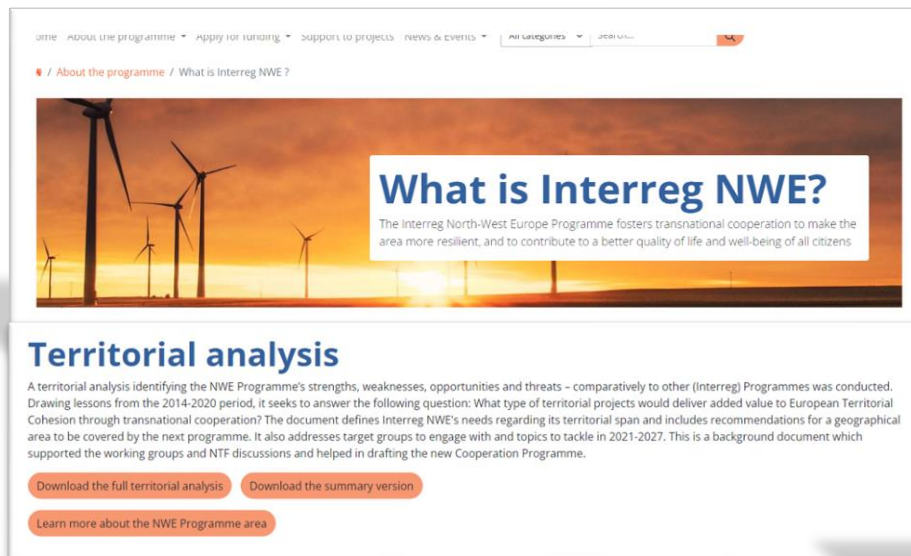 ome About the programme Apply for funding Support to projects News & Events All categories Search...
/ About the programme / What is Interreg NWE ?
What is Interreg NWE?
The Interreg North-West Europe Programme fosters transnational cooperation to make the
area more resilient, and to contribute to a better quality of life and well-being of all citizens
Territorial analysis
A territorial analysis identifying the NWE Programme's strengths, weaknesses, opportunities and threats – comparatively to other (Interreg) Programmes was conducted.
Drawing lessons from the 2014-2020 period, it seeks to answer the following question: What type of territorial projects would deliver added value to European Territorial
Cohesion through transnational cooperation? The document defines Interreg NWE's needs regarding its territorial span and includes recommendations for a geographical
area to be covered by the next programme. It also addresses target groups to engage with and topics to tackle in 2021-2027. This is a background document which
supported the working groups and NTF discussions and helped in drafting the new Cooperation Programme.
Download the full territorial analysis Download the summary version
Learn more about the NWE Programme area